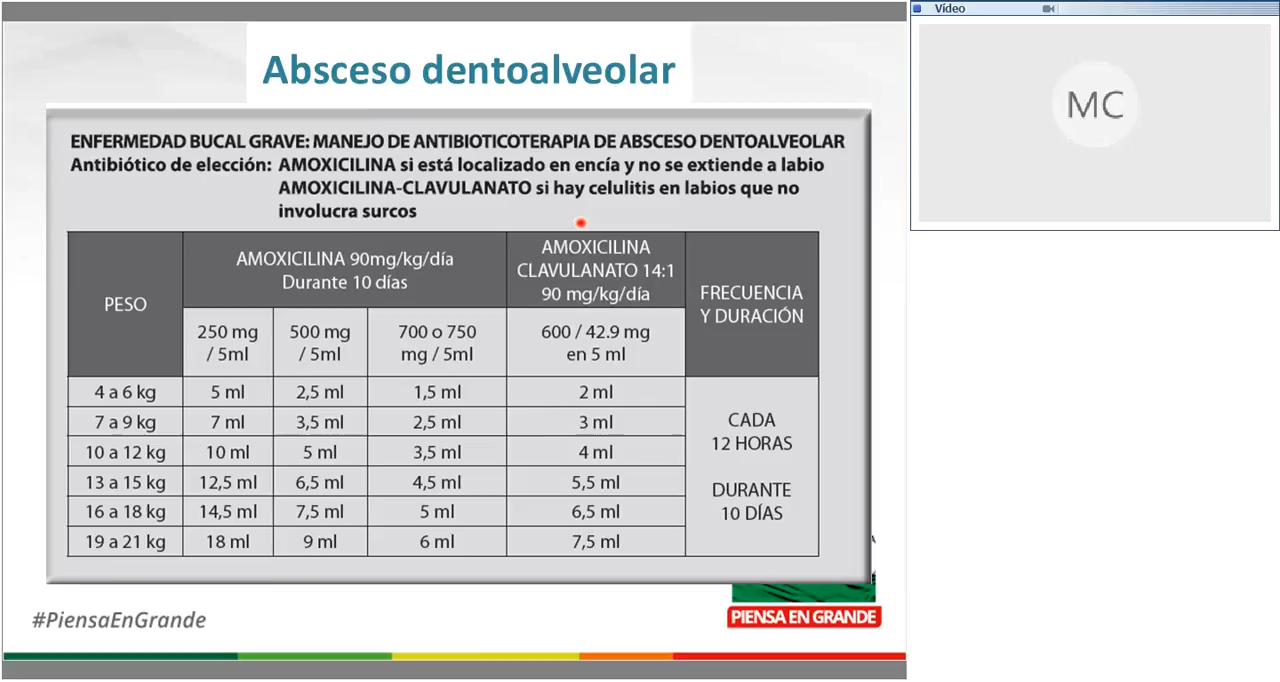 Absceso dentoalveolar
ENFERMEDAD BUCAL GRAVE: MANEJO DE ANTIBIOTICOTERAPIA DE ABSCESO DENTOALVEOLAR
Antibiótico de elección: AMOXICILINA si está localizado en encía y no se extiende a labio
AMOXICILINA-CLAVULANATO si hay celulitis en labios que no
involucra surcos
PESO
AMOXICILINA 90mg/kg/día
Durante 10 días
AMOXICILINA
CLAVULANATO 14:1
90 mg/kg/día
FRECUENCIA
Y DURACIÓN
250 mg
/ 5ml
500 mg
/ 5ml
700 o 750
mg / 5ml
600 / 42.9 mg
en 5 ml
4 a 6 kg 5 ml 2,5 ml 1,5 ml 2 ml
7 a 9 kg 7 ml 3,5 ml 2,5 ml 3 ml
10 a 12 kg 10 ml 5 ml 3,5 ml 4 ml
13 a 15 kg 12,5 ml 6,5 ml 4,5 ml 5,5 ml
16 a 18 kg 14,5 ml 7,5 ml 5 ml 6,5 ml
19 a 21 kg 18 ml 9 ml 6 ml 7,5 ml
CADA
12 HORAS
DURANTE
10 DÍAS
#PiensaEnGrande
PIENSA EN GRANDE
Vídeo
MC